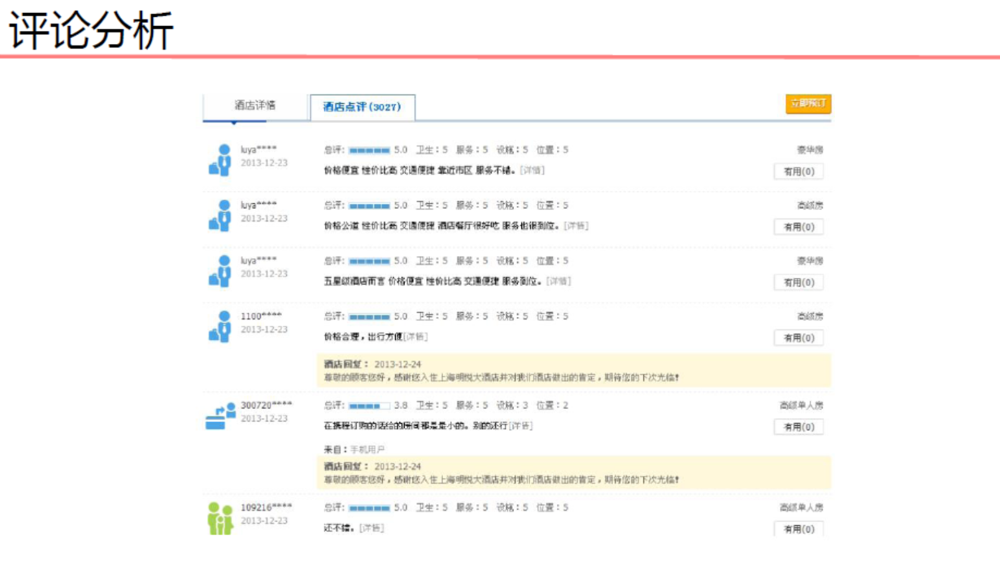 评论分析
酒店详情 酒店点评(3027) 立即预订
luya**** 总评: 5.0 卫生:5 服务:5 设施:5 位置:5 豪华房
2013-12-23 价格便宜 性价比高 交通便捷 靠近市区 服务不错。[详情] 有用(0)
luya**** 总评: 5.0 卫生:5 服务:5 设施:5 位置:5 高级房
2013-12-23 价格公道 性价比高 交通便捷 酒店餐厅很好吃 服务也很到位。[详情] 有用(0)
luya**** 总评: 5.0 卫生:5 服务:5 设施:5 位置:5 豪华房
2013-12-23 五星级酒店而言 价格便宜 性价比高 交通便捷 服务到位。[详情] 有用(0)
1100**** 总评: 5.0 卫生:5 服务:5 设施:5 位置:5 高级房
2013-12-23 价格合理,出行方便[详情] 有用(0)
酒店回复: 2013-12-24
尊敬的顾客您好,感谢您入住上海明悦大酒店并对我们酒店做出的肯定,期待您的下次光临!
300720**** 总评: 3.8 卫生:5 服务:5 设施:3 位置:2 高级单人房
2013-12-23 在携程订购的话给的房间都是最小的。别的还行[详情] 有用(0)
来自:手机用户
酒店回复: 2013-12-24
尊敬的顾客您好,感谢您入住上海明悦大酒店并对我们酒店做出的肯定,期待您的下次光临!
109216**** 总评: 5.0 卫生:5 服务:5 设施:5 位置:5 高级单人房
2013-12-23 还不错。[详情] 有用(0)